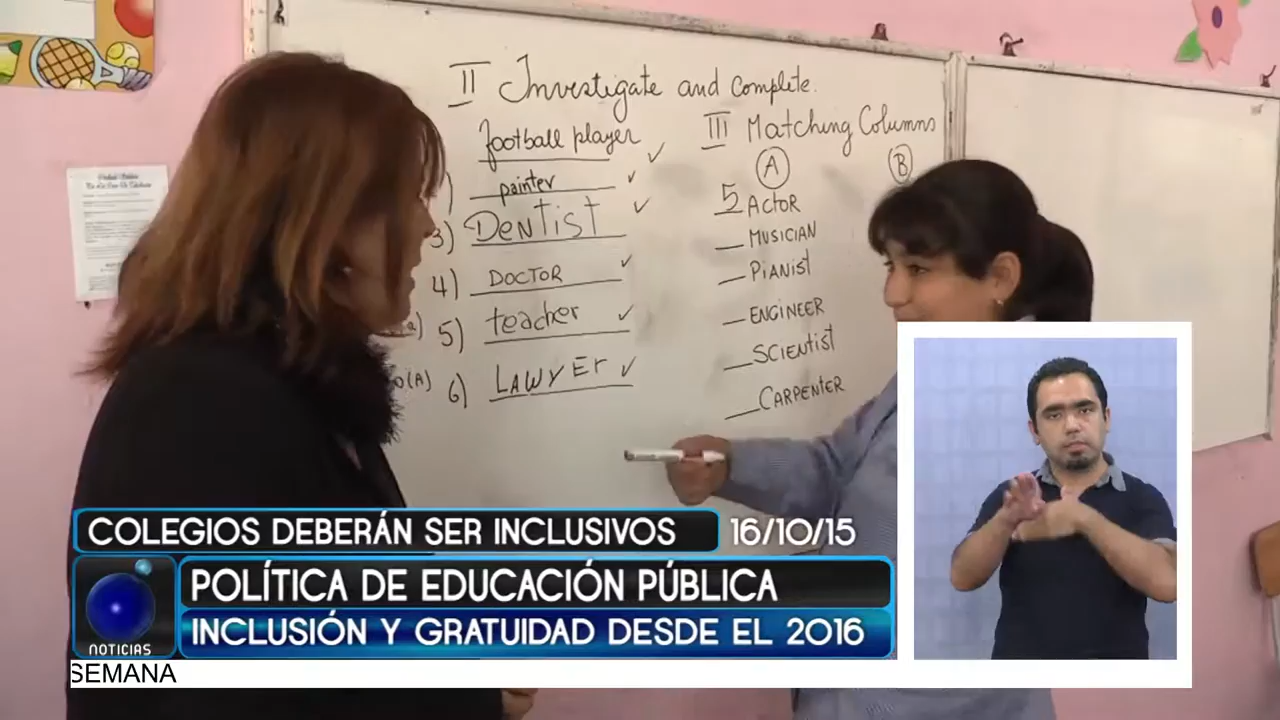 II Investigate and complete.
football player ✓
) painter ✓
3) Dentist ✓
4) DOCTOR ✓
5) teacher ✓
o(A) 6) LAWYEr ✓
III Matching Columns
A B
5 ACTOR
MUSICIAN
PiANist
ENGiNEER
SCiENtist
CARPENTER
COLEGIOS DEBERÁN SER INCLUSIVOS 16/10/15
POLÍTICA DE EDUCACIÓN PÚBLICA
INCLUSIÓN Y GRATUIDAD DESDE EL 2016
NOTICIAS
SEMANA